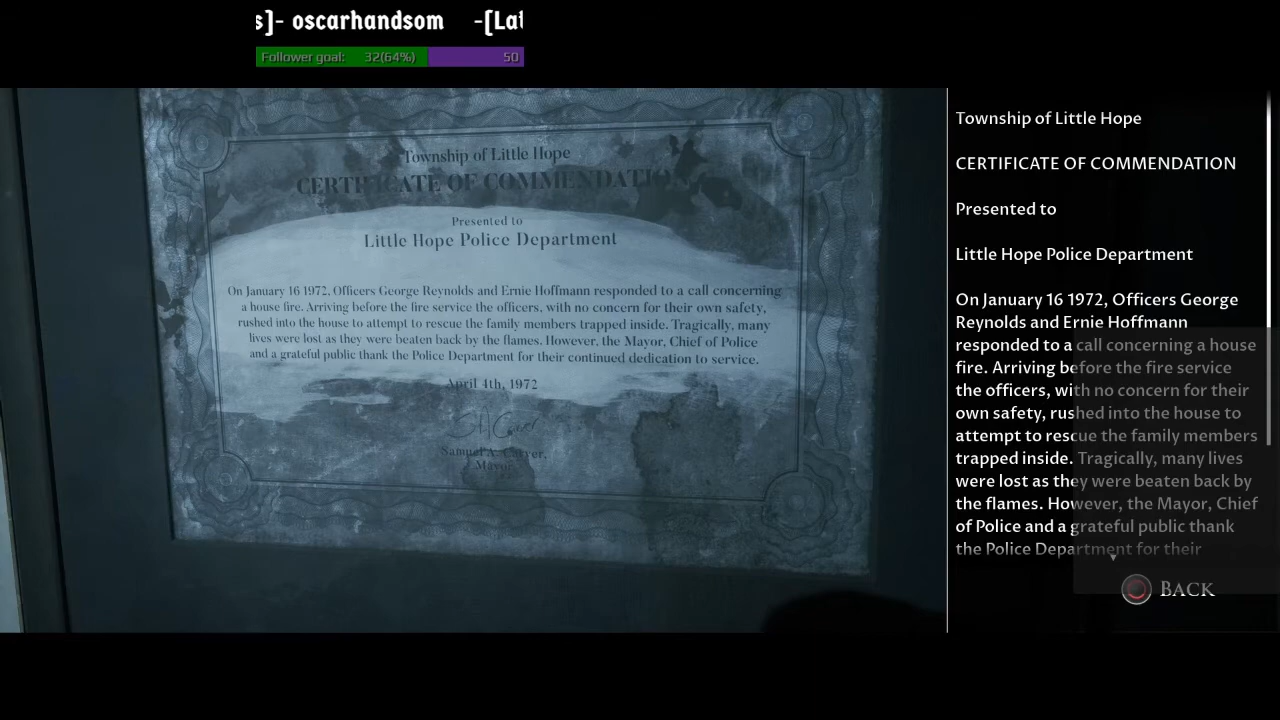 s]- oscarhandsom -[Lat
Follower goal: 32(64%) 50
Township of Little Hope
CERTIFICATE OF COMMENDATION
Presented to
Little Hope Police Department
On January 16 1972, Officers George Reynolds and Ernie Hoffmann responded to a call concerning
a house fire. Arriving before the fire service the officers, with no concern for their own safety,
rushed into the house to attempt to rescue the family members trapped inside. Tragically, many
lives were lost as they were beaten back by the flames. However, the Mayor, Chief of Police
and a grateful public thank the Police Department for their continued dedication to service.
April 4th, 1972
Samuel A. Carver,
Mayor
Township of Little Hope
CERTIFICATE OF COMMENDATION
Presented to
Little Hope Police Department
On January 16 1972, Officers George
Reynolds and Ernie Hoffmann
responded to a call concerning a house
fire. Arriving before the fire service
the officers, with no concern for their
own safety, rushed into the house to
attempt to rescue the family members
trapped inside. Tragically, many lives
were lost as they were beaten back by
the flames. However, the Mayor, Chief
of Police and a grateful public thank
the Police Department for their
BACK